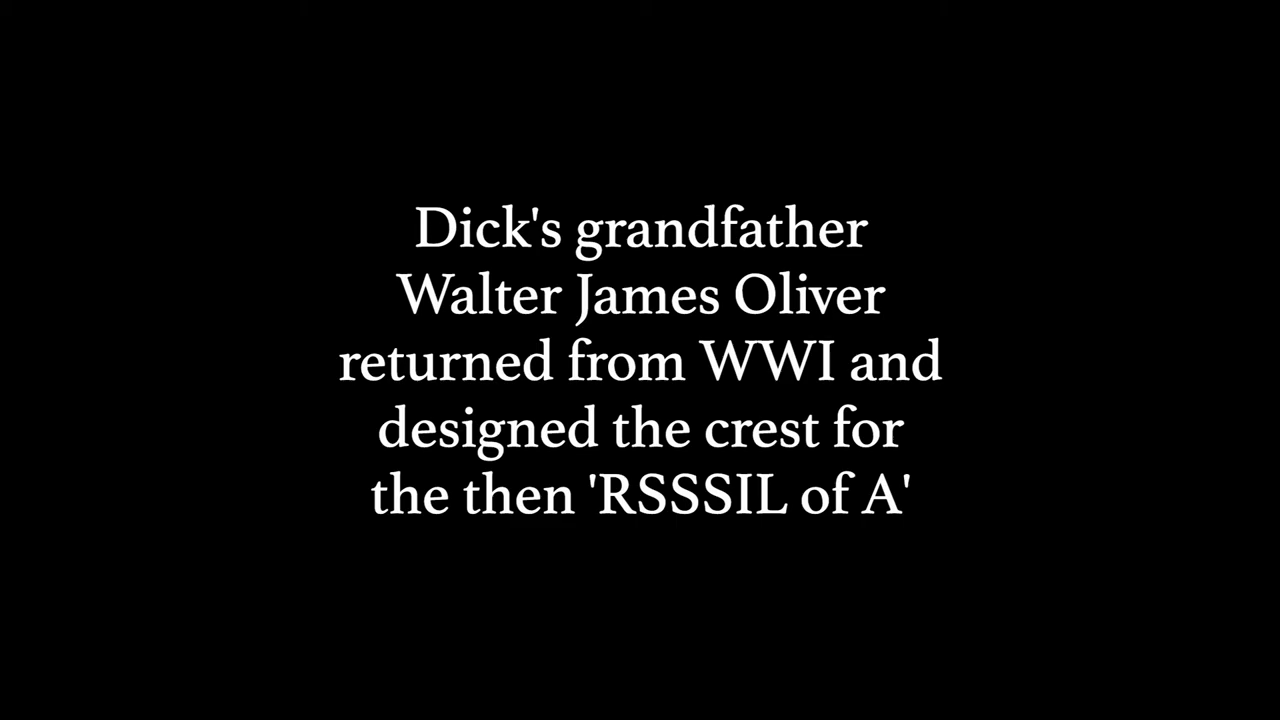 Dick's grandfather
Walter James Oliver
returned from WWI and
designed the crest for
the then 'RSSSIL of A'